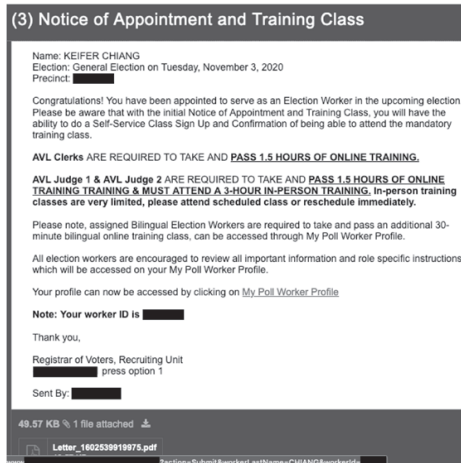 (3) Notice of Appointment and Training Class
Name: KEIFER CHIANG
Election: General Election on Tuesday, November 3, 2020
Precinct:
Congratulations! You have been appointed to serve as an Election Worker in the upcoming election
Please be aware that with the initial Notice of Appointment and Training Class, you will have the
ability to do a Self-Service Class Sign Up and Confirmation of being able to attend the mandatory
training class.
AVL Clerks ARE REQUIRED TO TAKE AND PASS 1.5 HOURS OF ONLINE TRAINING.
AVL Judge 1 & AVL Judge 2 ARE REQUIRED TO TAKE AND PASS 1.5 HOURS OF ONLINE
TRAINING TRAINING & MUST ATTEND A 3-HOUR IN-PERSON TRAINING. In-person training
classes are very limited, please attend scheduled class or reschedule immediately.
Please note, assigned Bilingual Election Workers are required to take and pass an additional 30-
minute bilingual online training class, can be accessed through My Poll Worker Profile.
All election workers are encouraged to review all important information and role specific instructions
which will be accessed on your My Poll Worker Profile.
Your profile can now be accessed by clicking on My Poll Worker Profile
Note: Your worker ID is
Thank you,
Registrar of Voters, Recruiting Unit
press option 1
Sent By:
49.57 KB 1 file attached
Letter_1602539919975.pdf
?action=Submit&workerLastName=CHIANG&workerId=